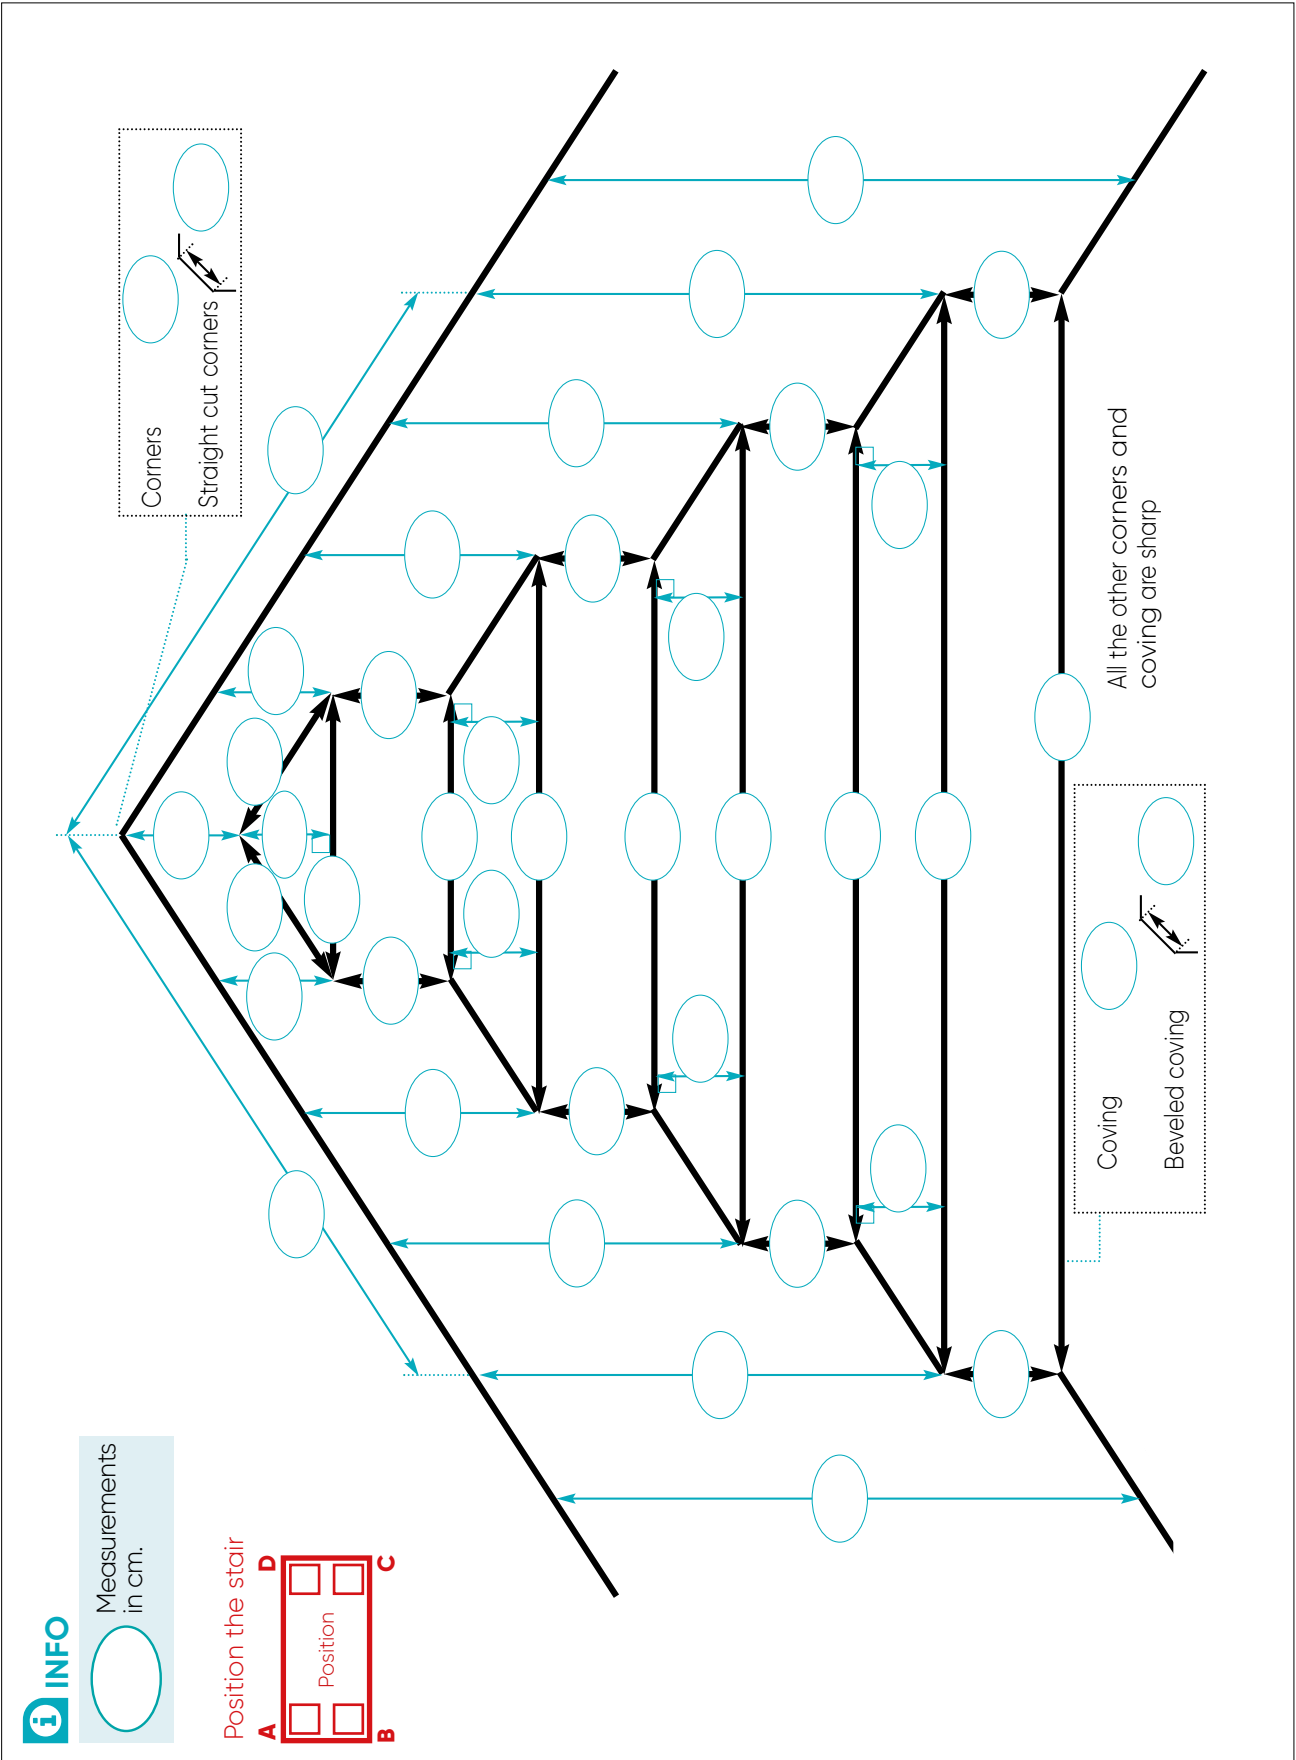 i INFO
Measurements
in cm.
Position the stair
A
D
Position
B
C
Corners
Straight cut corners
Coving
Beveled coving
All the other corners and
coving are sharp